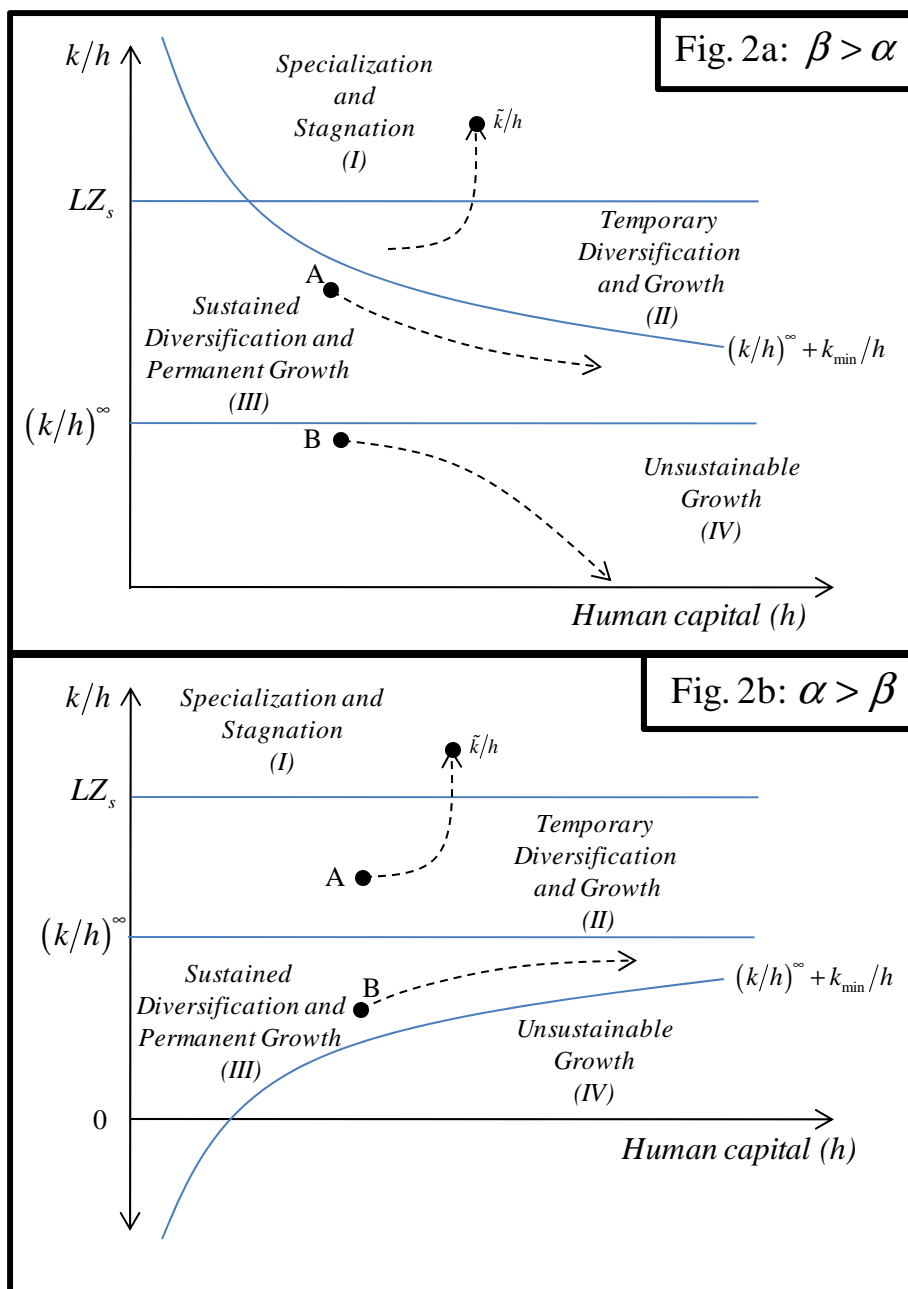 Fig. 2a: β > α
k/h
Specialization
and
Stagnation
(I)
k̃/h
LZₛ
Temporary
Diversification
and Growth
(II)
A
Sustained
Diversification and
Permanent Growth
(III)
(k/h)^∞ + k_min/h
(k/h)^∞
B
Unsustainable
Growth
(IV)
Human capital (h)
Fig. 2b: α > β
k/h
Specialization and
Stagnation
(I)
k̃/h
LZₛ
Temporary
Diversification
and Growth
(II)
A
(k/h)^∞
Sustained
Diversification and
Permanent Growth
(III)
B
(k/h)^∞ + k_min/h
Unsustainable
Growth
(IV)
0
Human capital (h)